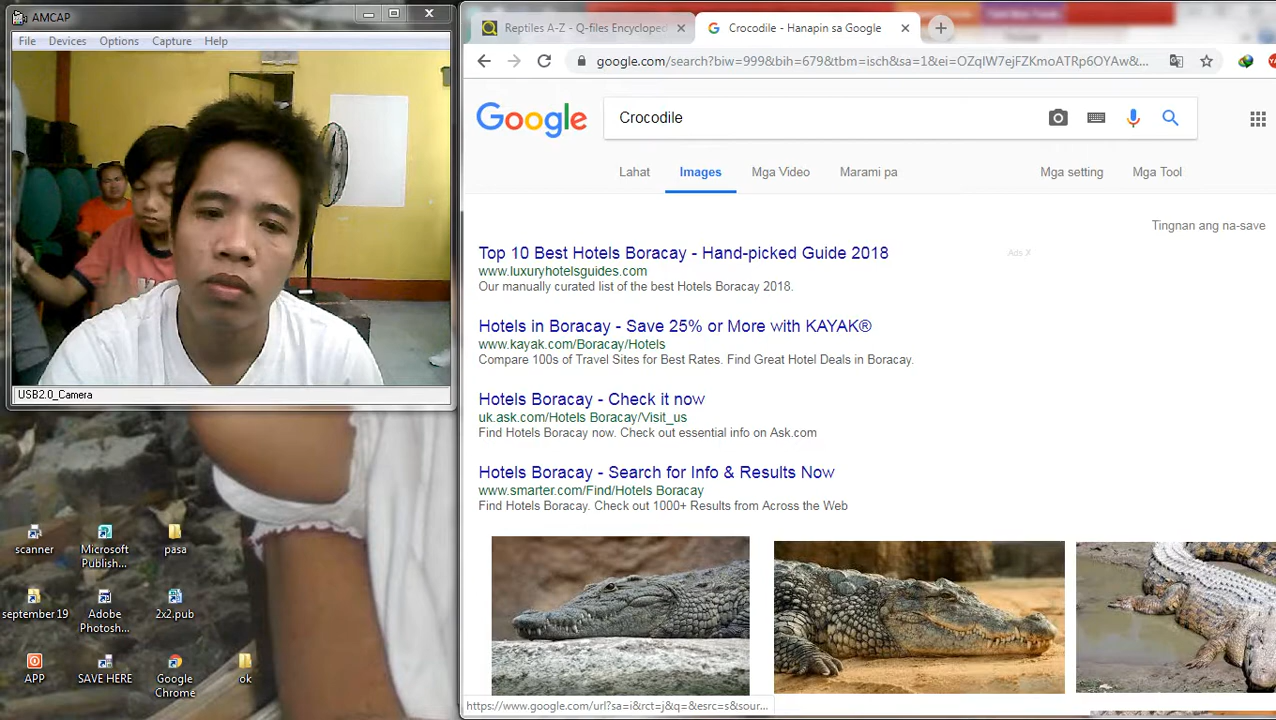 AMCAP
File Devices Options Capture Help
USB2.0_Camera
scanner
Microsoft Publish...
pasa
september 19
Adobe Photosh...
2x2.pub
APP
SAVE HERE
Google Chrome
ok
Reptiles A-Z - Q-files Encycloped
Crocodile - Hanapin sa Google
google.com/search?biw=999&bih=679&tbm=isch&sa=1&ei=OZqIW7ejFZKmoATRp6OYAw&...
Google
Crocodile
Lahat Images Mga Video Marami pa Mga setting Mga Tool
Tingnan ang na-save
Top 10 Best Hotels Boracay - Hand-picked Guide 2018
Ads X
www.luxuryhotelsguides.com
Our manually curated list of the best Hotels Boracay 2018.
Hotels in Boracay - Save 25% or More with KAYAK®
www.kayak.com/Boracay/Hotels
Compare 100s of Travel Sites for Best Rates. Find Great Hotel Deals in Boracay.
Hotels Boracay - Check it now
uk.ask.com/Hotels Boracay/Visit_us
Find Hotels Boracay now. Check out essential info on Ask.com
Hotels Boracay - Search for Info & Results Now
www.smarter.com/Find/Hotels Boracay
Find Hotels Boracay. Check out 1000+ Results from Across the Web
https://www.google.com/url?sa=i&rct=j&q=&esrc=s&sour...